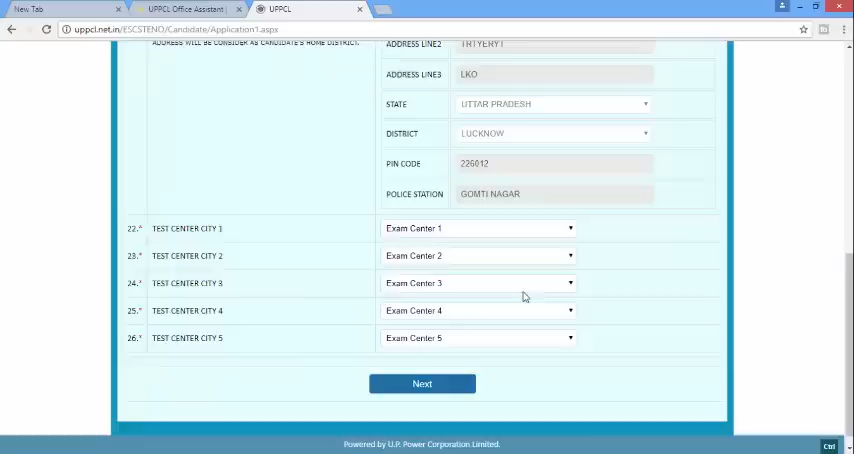 New Tab
UPPCL Office Assistant |
UPPCL
uppcl.net.in/ESCSTENO/Candidate/Application1.aspx
ADDRESS WILL BE CONSIDER AS CANDIDATE'S HOME DISTRICT.
ADDRESS LINE2 TRTYERYT
ADDRESS LINE3 LKO
STATE UTTAR PRADESH
DISTRICT LUCKNOW
PIN CODE 226012
POLICE STATION GOMTI NAGAR
22.* TEST CENTER CITY 1 Exam Center 1
23.* TEST CENTER CITY 2 Exam Center 2
24.* TEST CENTER CITY 3 Exam Center 3
25.* TEST CENTER CITY 4 Exam Center 4
26.* TEST CENTER CITY 5 Exam Center 5
Next
Powered by U.P. Power Corporation Limited.
Ctrl